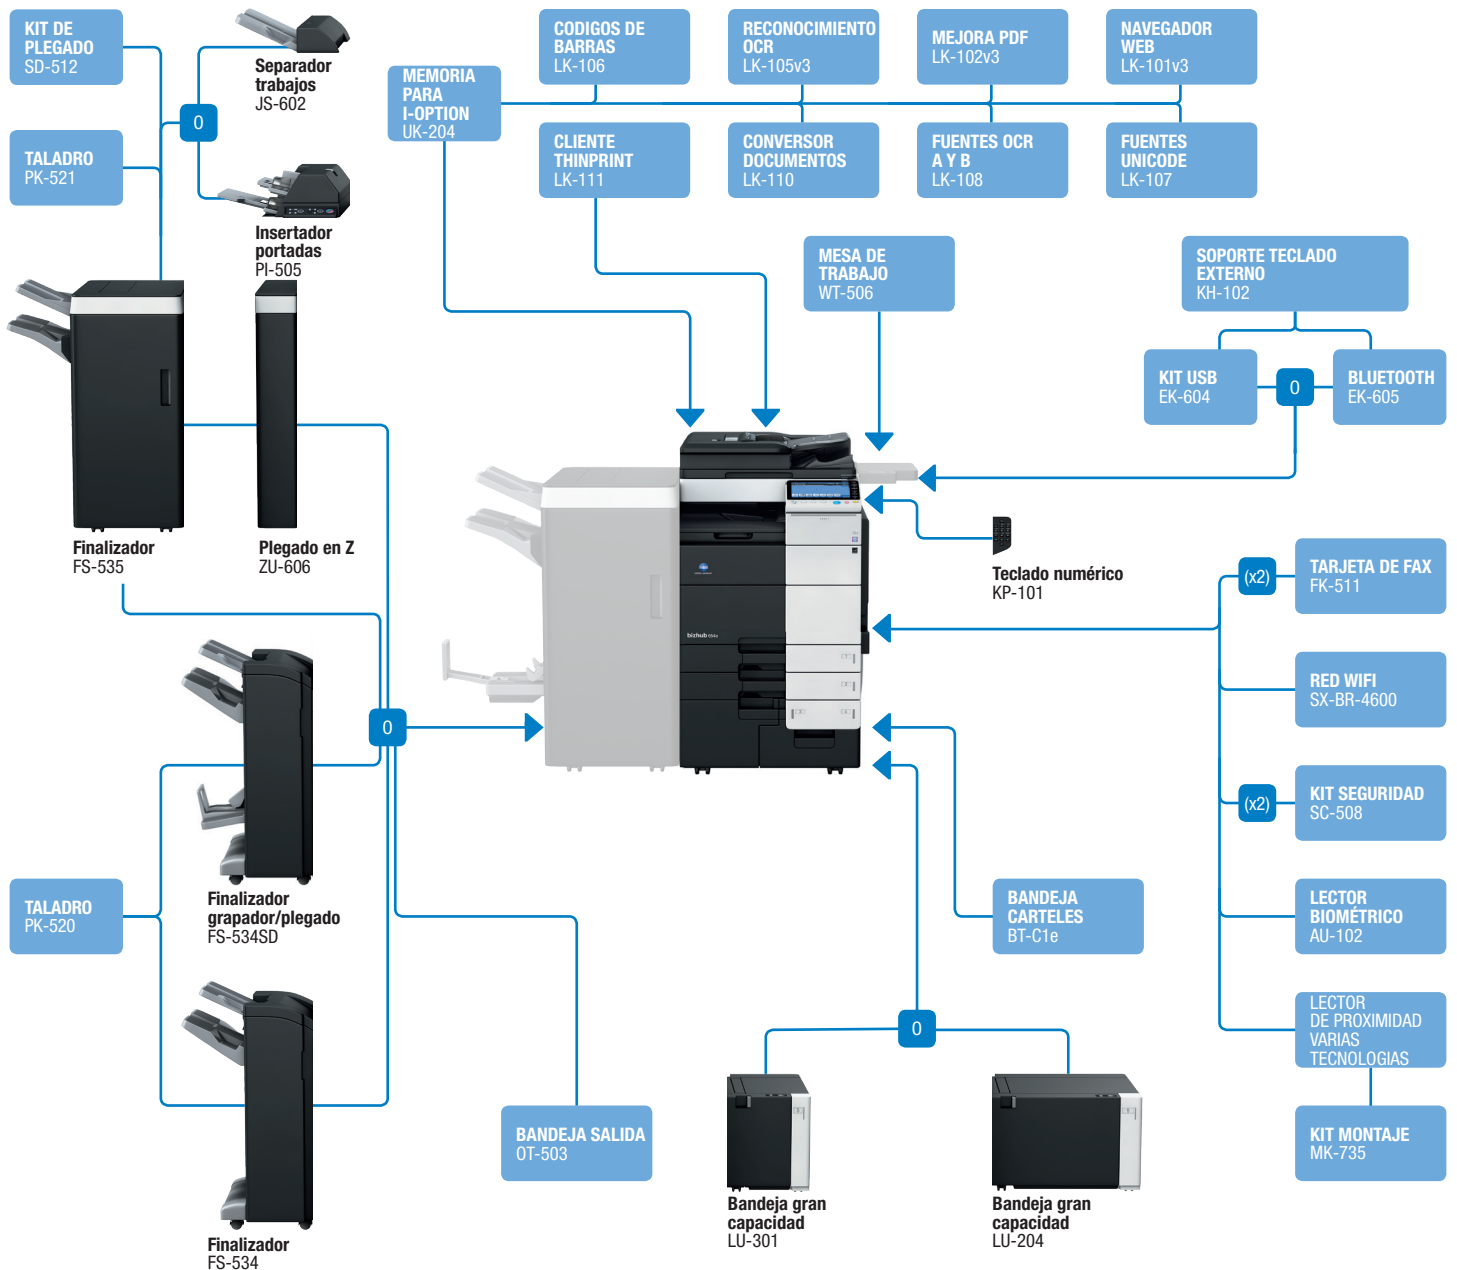 KIT DE
PLEGADO
SD-512
Separador
trabajos
JS-602
0
TALADRO
PK-521
Insertador
portadas
PI-505
MEMORIA
PARA
I-OPTION
UK-204
CODIGOS DE
BARRAS
LK-106
RECONOCIMIENTO
OCR
LK-105v3
MEJORA PDF
LK-102v3
NAVEGADOR
WEB
LK-101v3
CLIENTE
THINPRINT
LK-111
CONVERSOR
DOCUMENTOS
LK-110
FUENTES OCR
A Y B
LK-108
FUENTES
UNICODE
LK-107
MESA DE
TRABAJO
WT-506
SOPORTE TECLADO
EXTERNO
KH-102
KIT USB
EK-604
0
BLUETOOTH
EK-605
Finalizador
FS-535
Plegado en Z
ZU-606
Teclado numérico
KP-101
bizhub 654e
(x2)
TARJETA DE FAX
FK-511
RED WIFI
SX-BR-4600
(x2)
KIT SEGURIDAD
SC-508
LECTOR
BIOMÉTRICO
AU-102
LECTOR
DE PROXIMIDAD
VARIAS
TECNOLOGIAS
KIT MONTAJE
MK-735
0
Finalizador
grapador/plegado
FS-534SD
TALADRO
PK-520
Finalizador
FS-534
BANDEJA SALIDA
OT-503
BANDEJA
CARTELES
BT-C1e
0
Bandeja gran
capacidad
LU-301
Bandeja gran
capacidad
LU-204